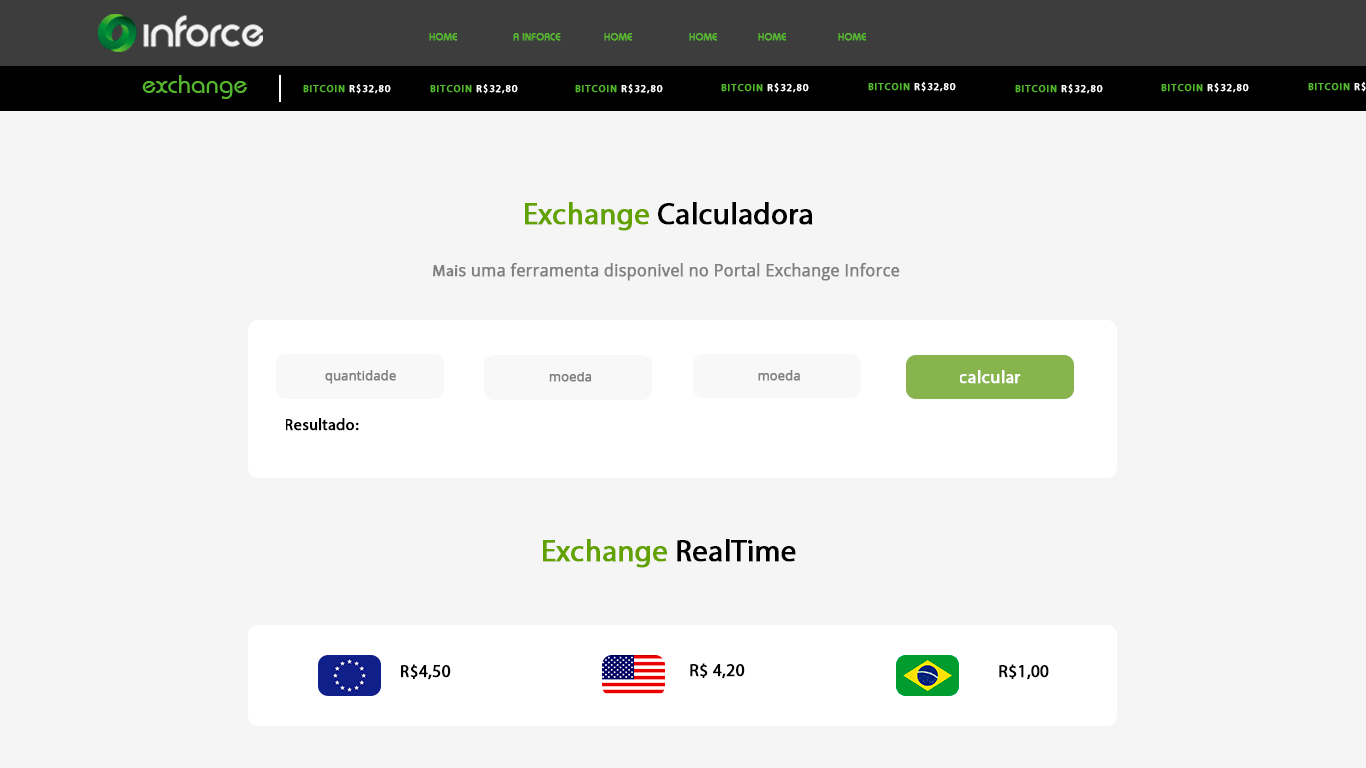 inforce HOME A INFORCE HOME HOME HOME HOME
exchange BITCOIN R$32,80 BITCOIN R$32,80 BITCOIN R$32,80 BITCOIN R$32,80 BITCOIN R$32,80 BITCOIN R$32,80 BITCOIN R$32,80 BITCOIN R$
Exchange Calculadora
Mais uma ferramenta disponivel no Portal Exchange Inforce
quantidade moeda moeda calcular
Resultado:
Exchange RealTime
R$4,50 R$ 4,20 R$1,00